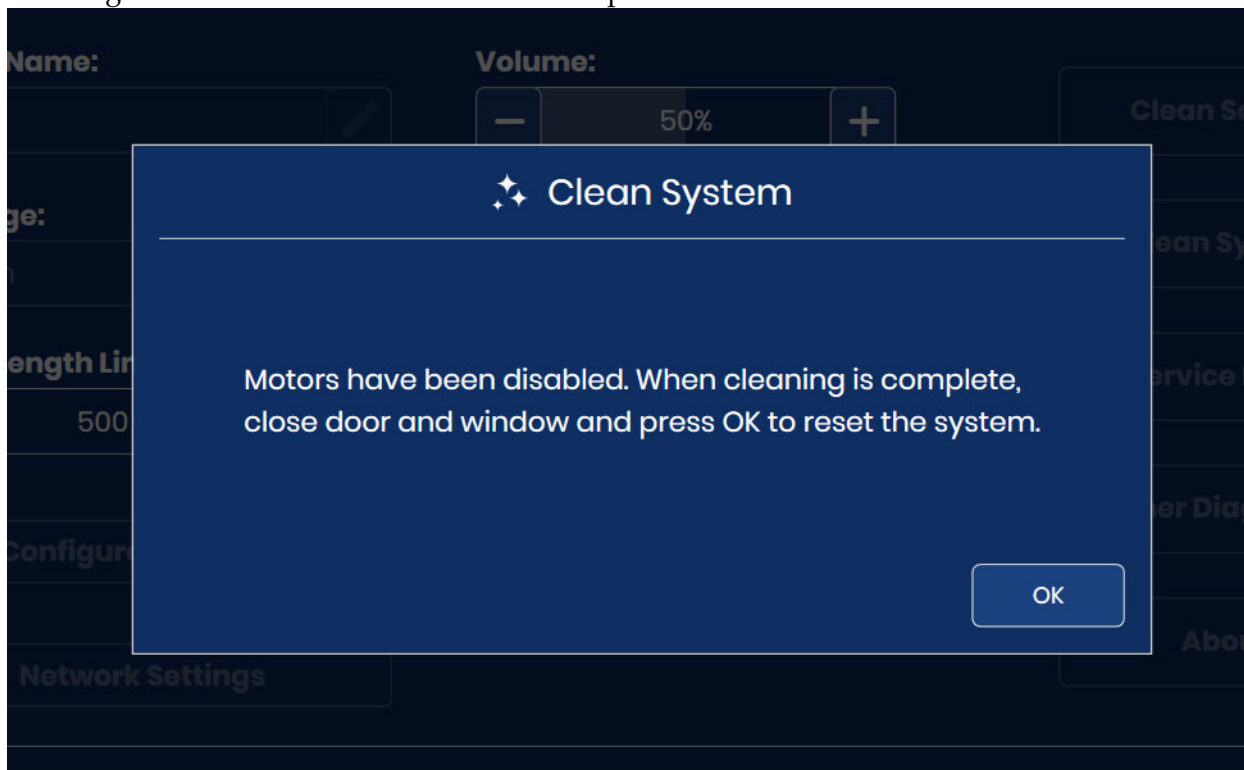 Name:
Volume:
50%
Clean
Clean System
Motors have been disabled. When cleaning is complete,
close door and window and press OK to reset the system.
500
OK
Network Settings